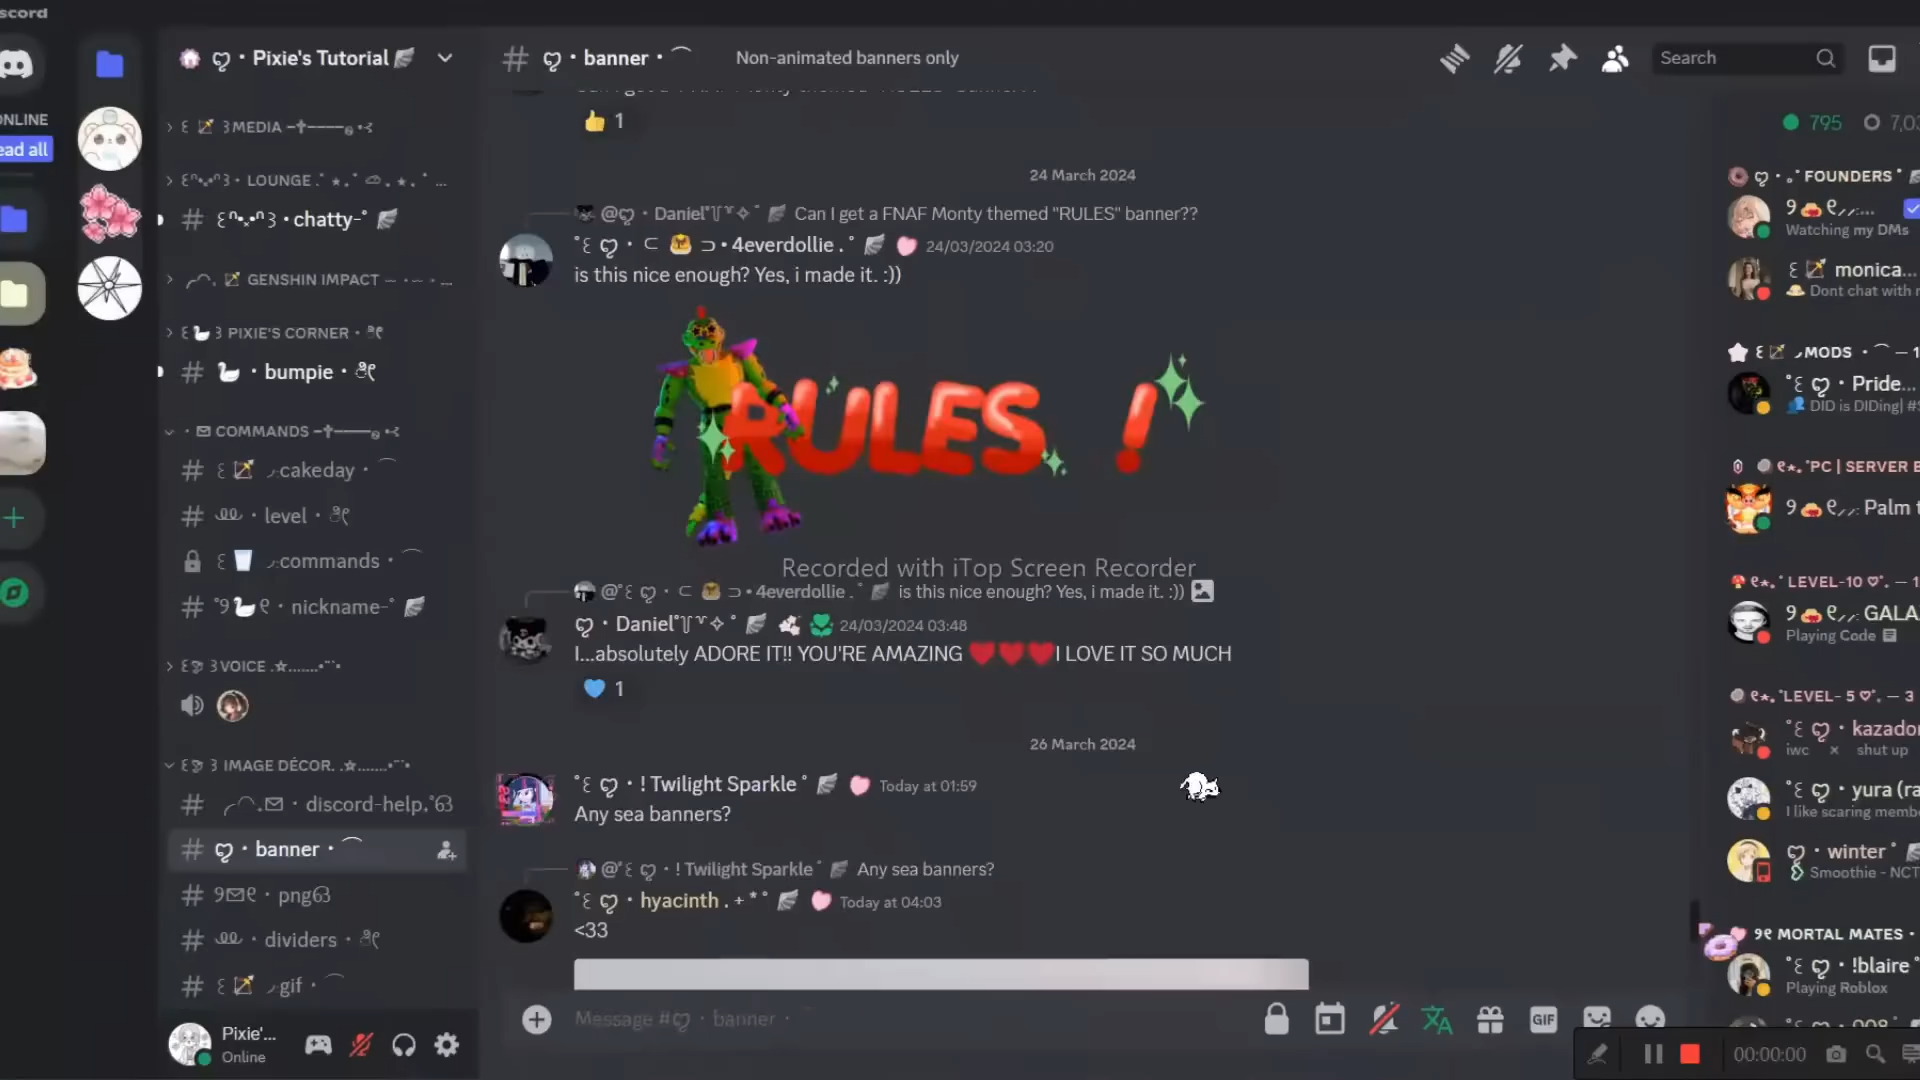 scord
ONLINE
ead all
ღ・Pixie's Tutorial
MEDIA
LOUNGE
chatty-
GENSHIN IMPACT
PIXIE'S CORNER
bumpie
COMMANDS
cakeday
level
commands
nickname-
VOICE
IMAGE DÉCOR.
discord-help,
ღ・banner・
png
dividers
gif
Pixie'...
Online
ღ・banner・
Non-animated banners only
Search
1
24 March 2024
@ღ・Daniel Can I get a FNAF Monty themed "RULES" banner??
ღ・4everdollie. 24/03/2024 03:20
is this nice enough? Yes, i made it. :))
RULES !
Recorded with iTop Screen Recorder
@ღ・4everdollie. is this nice enough? Yes, i made it. :))
ღ・Daniel 24/03/2024 03:48
I...absolutely ADORE IT!! YOU'RE AMAZING ❤❤❤I LOVE IT SO MUCH
1
26 March 2024
ღ・! Twilight Sparkle Today at 01:59
Any sea banners?
@ღ・! Twilight Sparkle Any sea banners?
ღ・hyacinth Today at 04:03
<33
Message #ღ・banner・
GIF
795 7,03
FOUNDERS
Watching my DMs
monica...
Dont chat with
MODS
ღ・Pride...
DID is DIDing| #S
PC | SERVER B
Palm t
LEVEL-10
GALA
Playing Code
LEVEL- 5 — 3
ღ・kazador
iwc × shut up
ღ・yura (ra
I like scaring membe
ღ・winter
Smoothie - NCT
MORTAL MATES
ღ・!blaire
Playing Roblox
00:00:00